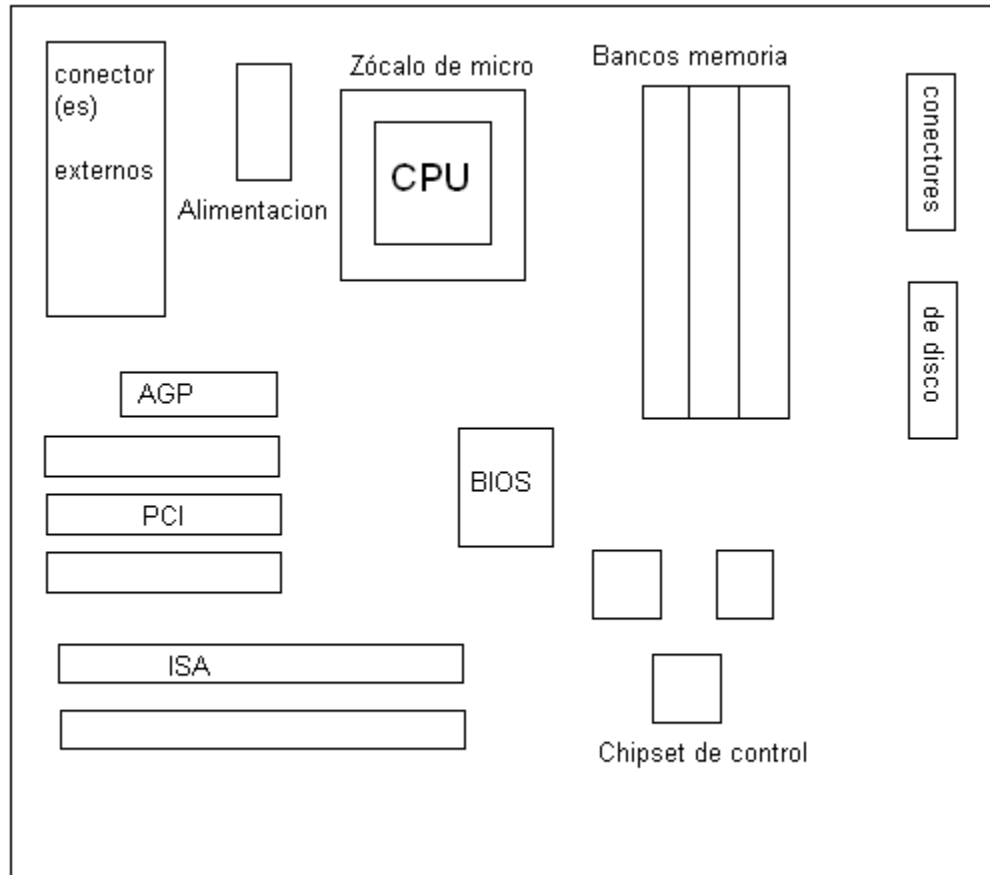 conector
(es)
externos
Alimentacion
Zócalo de micro
CPU
Bancos memoria
conectores
de disco
AGP
PCI
BIOS
ISA
Chipset de control